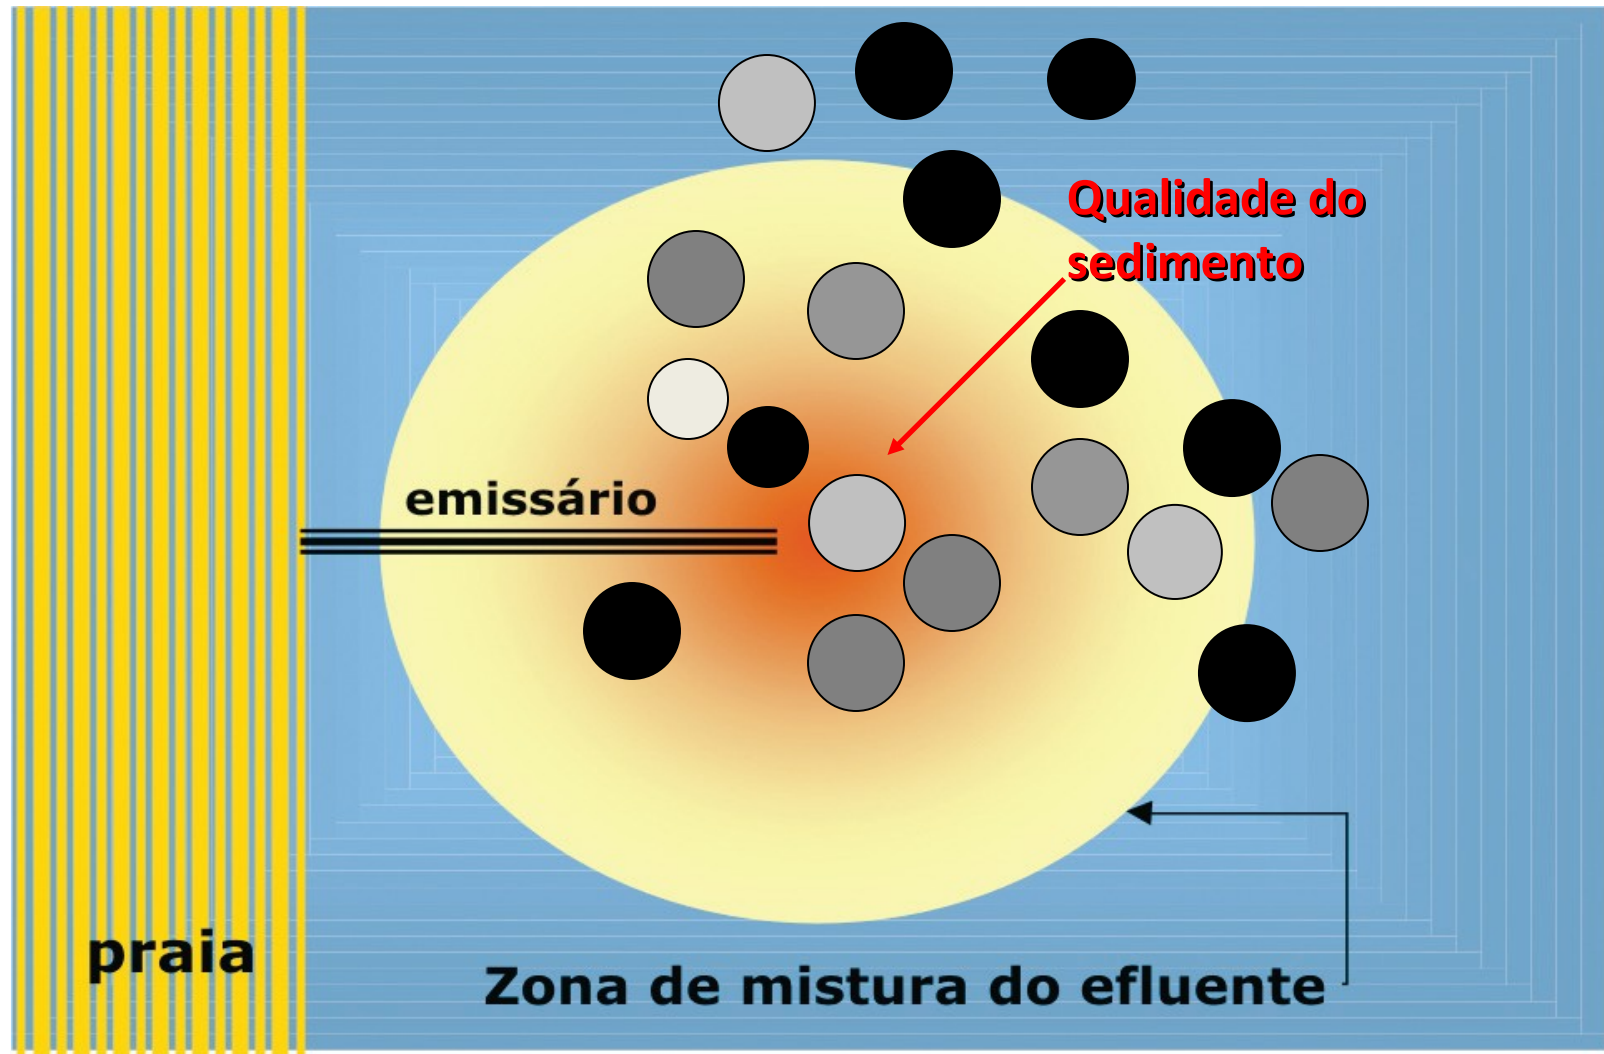 Qualidade do
sedimento
emissário
praia
Zona de mistura do efluente